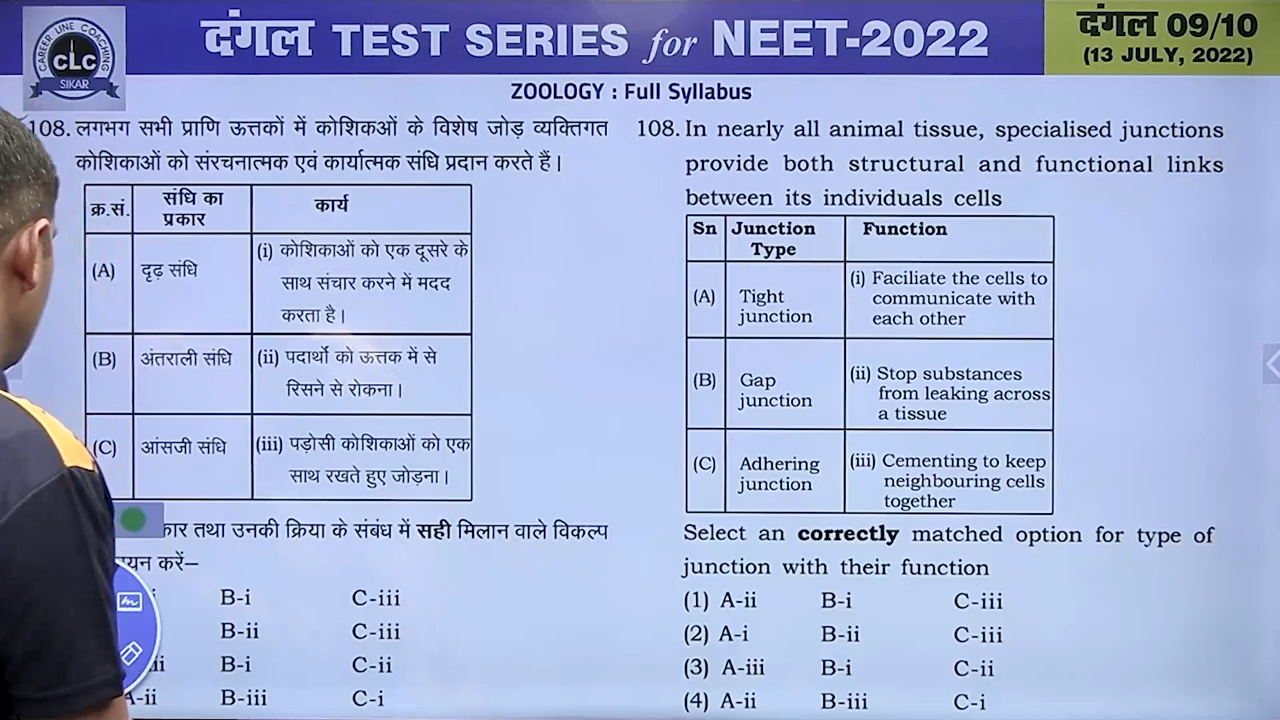 CAREER LINE COACHING
CLC
SIKAR
दंगल TEST SERIES for NEET-2022
दंगल 09/10
(13 JULY, 2022)
ZOOLOGY : Full Syllabus
108. लगभग सभी प्राणि ऊत्तकों में कोशिकओं के विशेष जोड़ व्यक्तिगत
कोशिकाओं को संरचनात्मक एवं कार्यात्मक संधि प्रदान करते हैं।
क्र.सं. संधि का प्रकार कार्य
(A) दृढ़ संधि (i) कोशिकाओं को एक दूसरे के
साथ संचार करने में मदद
करता है।
(B) अंतराली संधि (ii) पदार्थो को ऊत्तक में से
रिसने से रोकना।
(C) आंसजी संधि (iii) पड़ोसी कोशिकाओं को एक
साथ रखते हुए जोड़ना।
तथा उनकी क्रिया के संबंध में सही मिलान वाले विकल्प
करें–
B-i C-iii
B-ii C-iii
B-i C-ii
A-ii B-iii C-i
108. In nearly all animal tissue, specialised junctions
provide both structural and functional links
between its individuals cells
Sn Junction Type Function
(A) Tight junction (i) Faciliate the cells to
communicate with
each other
(B) Gap junction (ii) Stop substances
from leaking across
a tissue
(C) Adhering junction (iii) Cementing to keep
neighbouring cells
together
Select an correctly matched option for type of
junction with their function
(1) A-ii B-i C-iii
(2) A-i B-ii C-iii
(3) A-iii B-i C-ii
(4) A-ii B-iii C-i